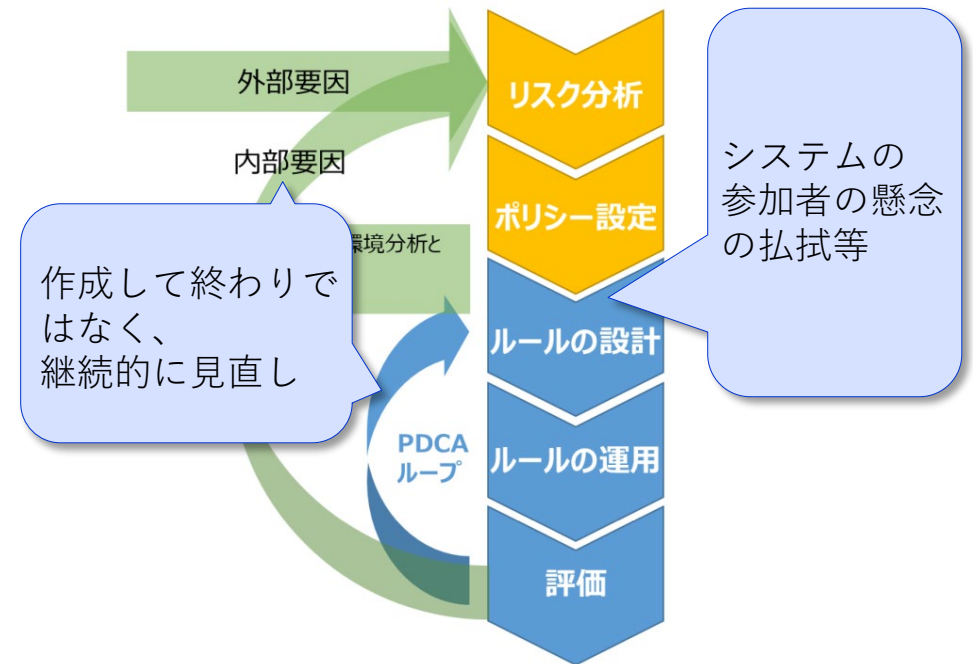 外部要因
内部要因
環境分析と
作成して終わりで
はなく、
継続的に見直し
PDCA
ループ
リスク分析
ポリシー設定
ルールの設計
ルールの運用
評価
システムの
参加者の懸念
の払拭等